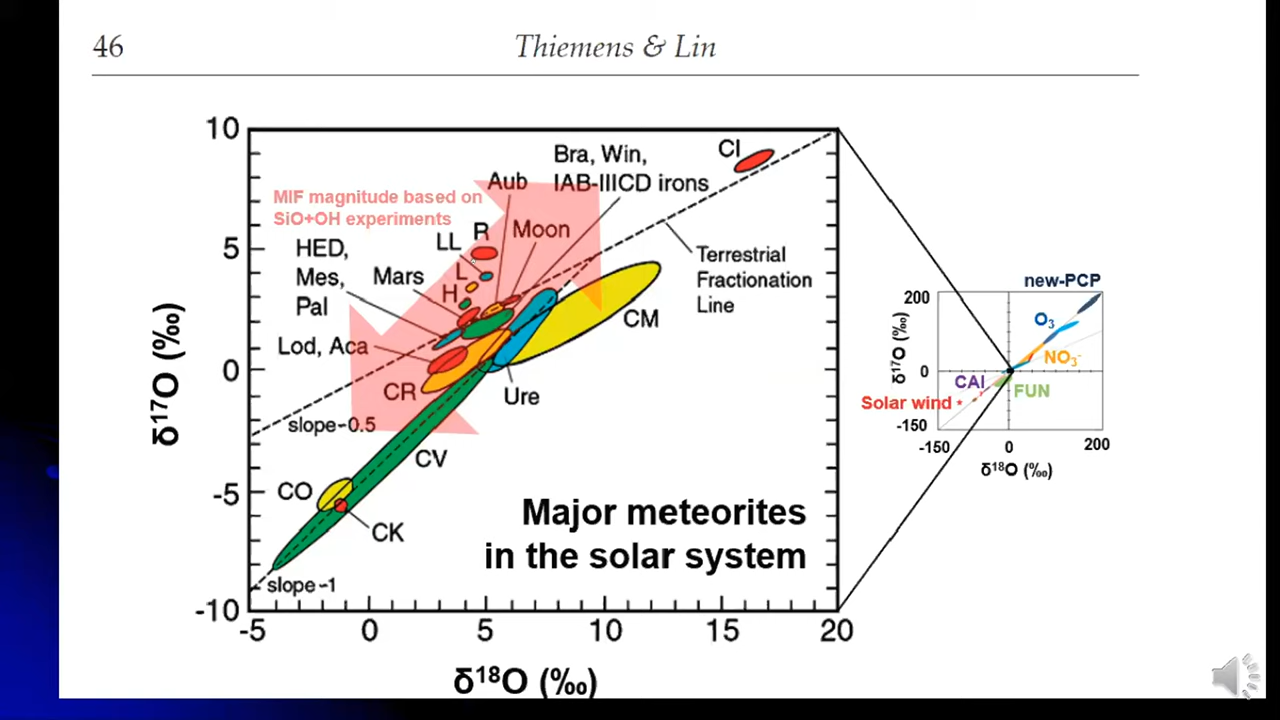 46
Thiemens & Lin
10
5
0
-5
-10
-5
0
5
10
15
20
δ¹⁷O (‰)
δ¹⁸O (‰)
MIF magnitude based on
SiO+OH experiments
Aub
Bra, Win,
IAB-IIICD irons
CI
R
LL
L
H
Moon
HED,
Mes,
Pal
Mars
Lod, Aca
CR
slope~0.5
Ure
CM
Terrestrial
Fractionation
Line
CV
CO
CK
slope~1
Major meteorites
in the solar system
new-PCP
200
O₃
NO₃⁻
0
CAI
FUN
Solar wind
-150
-150
0
200
δ¹⁷O (‰)
δ¹⁸O (‰)